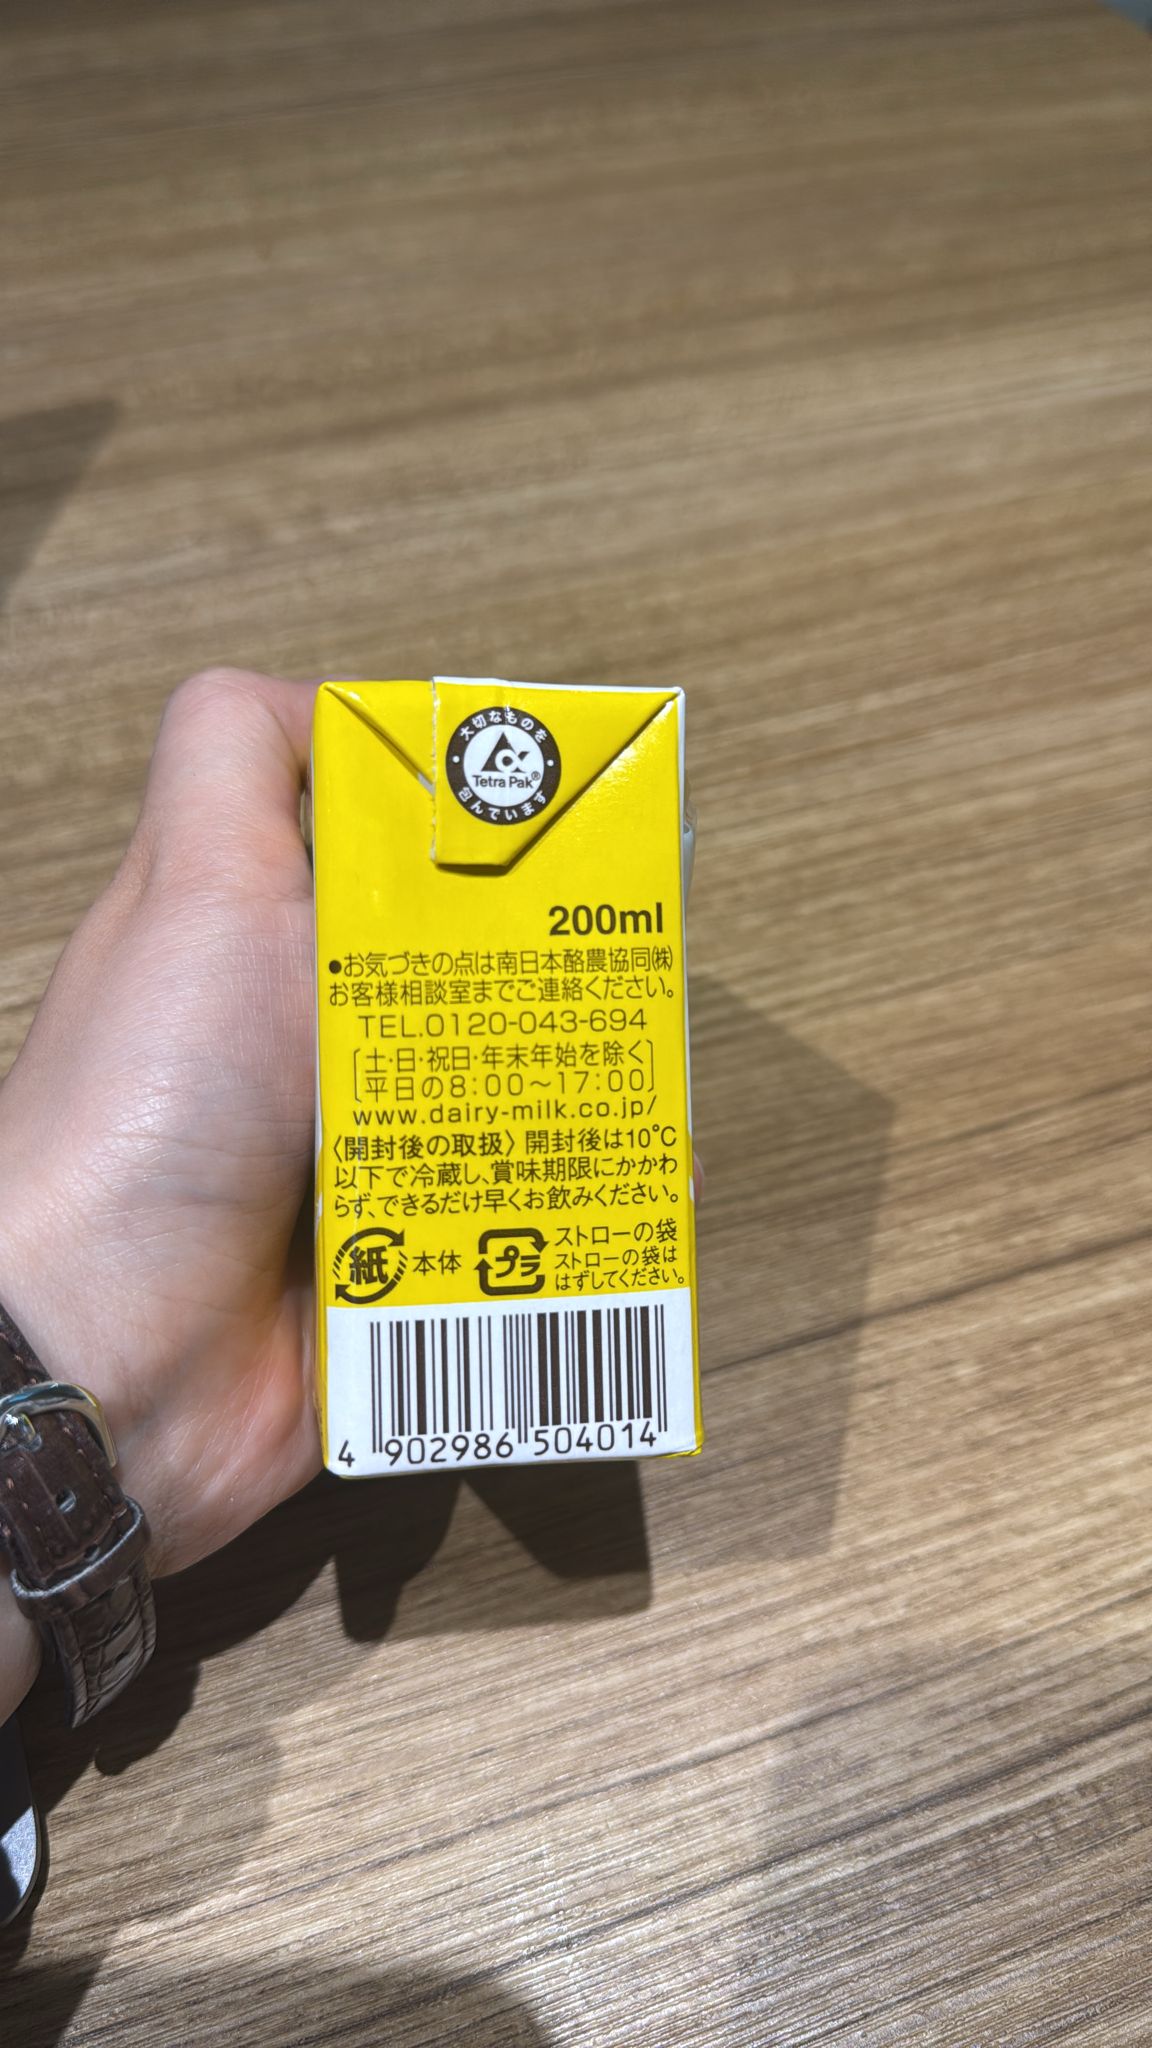 大切なものを
Tetra Pak®
包んでいます
200ml
●お気づきの点は南日本酪農協同㈱
お客様相談室までご連絡ください。
TEL.0120-043-694
〔土・日・祝日・年末年始を除く
平日の8:00～17:00〕
www.dairy-milk.co.jp/
〈開封後の取扱〉開封後は10℃
以下で冷蔵し、賞味期限にかかわ
らず、できるだけ早くお飲みください。
紙 本体
プラ ストローの袋
ストローの袋は
はずしてください。
4 902986 504014